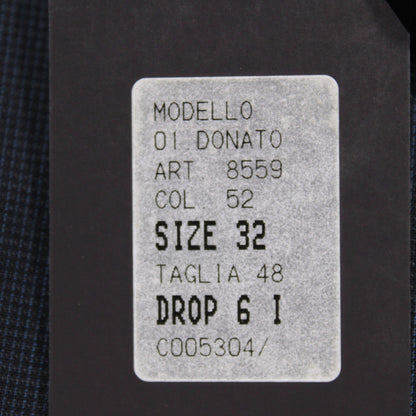 MODELLO
01 DONATO
ART 8559
COL 52
SIZE 32
TAGLIA 48
DROP 6 I
C005304/